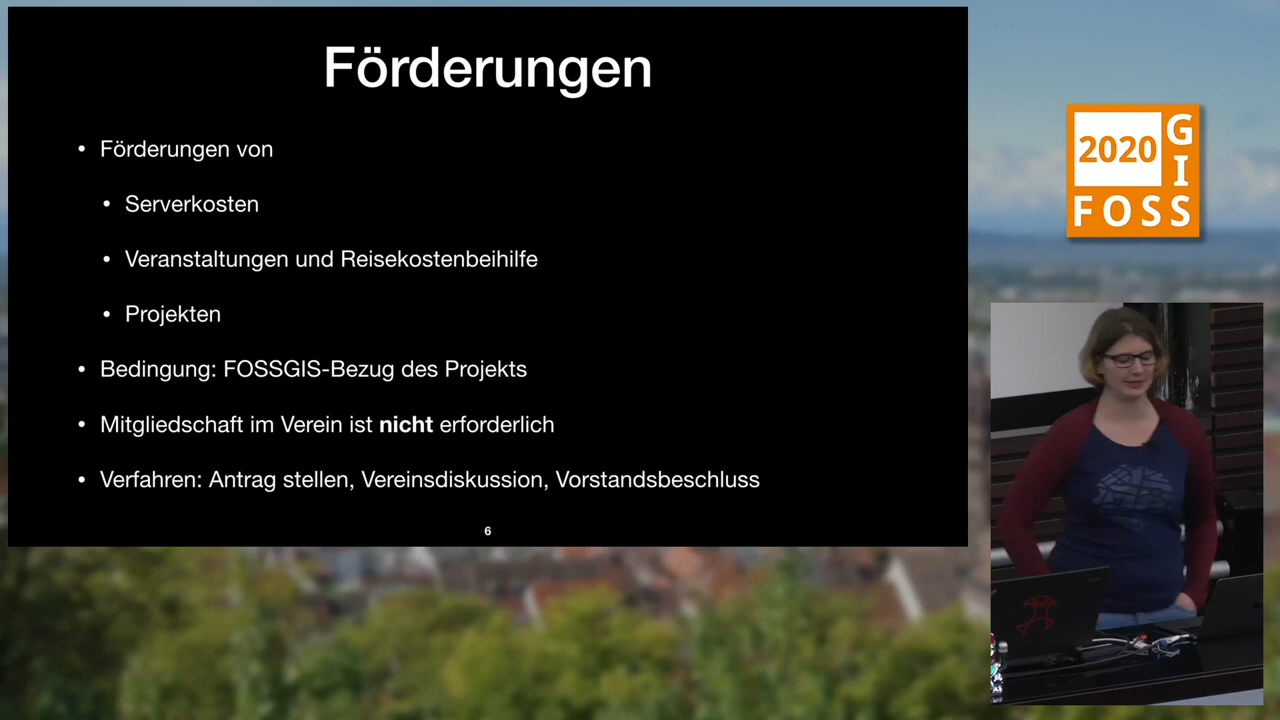 Förderungen
• Förderungen von
• Serverkosten
• Veranstaltungen und Reisekostenbeihilfe
• Projekten
• Bedingung: FOSSGIS-Bezug des Projekts
• Mitgliedschaft im Verein ist nicht erforderlich
• Verfahren: Antrag stellen, Vereinsdiskussion, Vorstandsbeschluss
6
2020
GI
FOSS